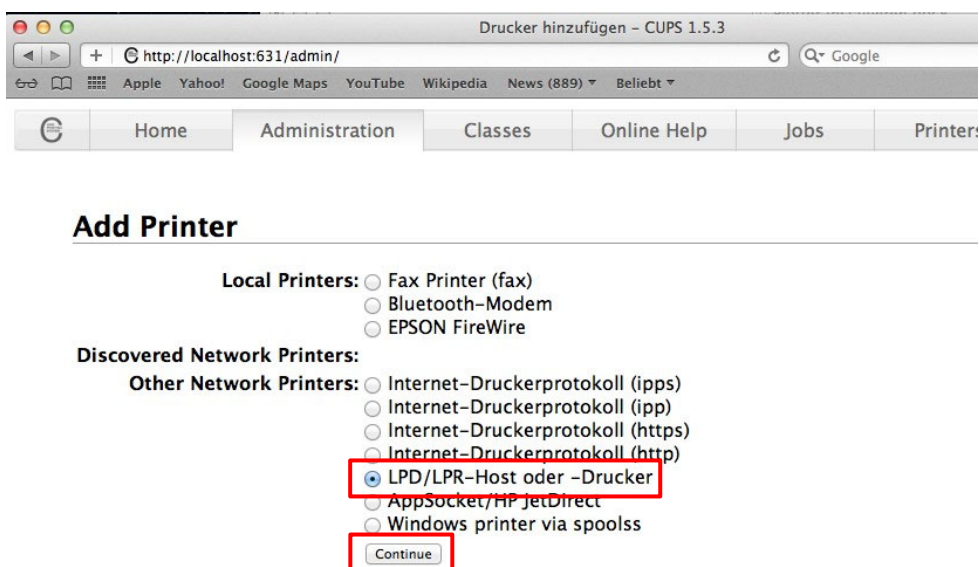 Drucker hinzufügen – CUPS 1.5.3
http://localhost:631/admin/
Google
Apple Yahoo! Google Maps YouTube Wikipedia News (889) Beliebt
Home Administration Classes Online Help Jobs Printers
Add Printer
Local Printers: Fax Printer (fax)
Bluetooth-Modem
EPSON FireWire
Discovered Network Printers:
Other Network Printers: Internet-Druckerprotokoll (ipps)
Internet-Druckerprotokoll (ipp)
Internet-Druckerprotokoll (https)
Internet-Druckerprotokoll (http)
LPD/LPR-Host oder -Drucker
AppSocket/HP JetDirect
Windows printer via spoolss
Continue